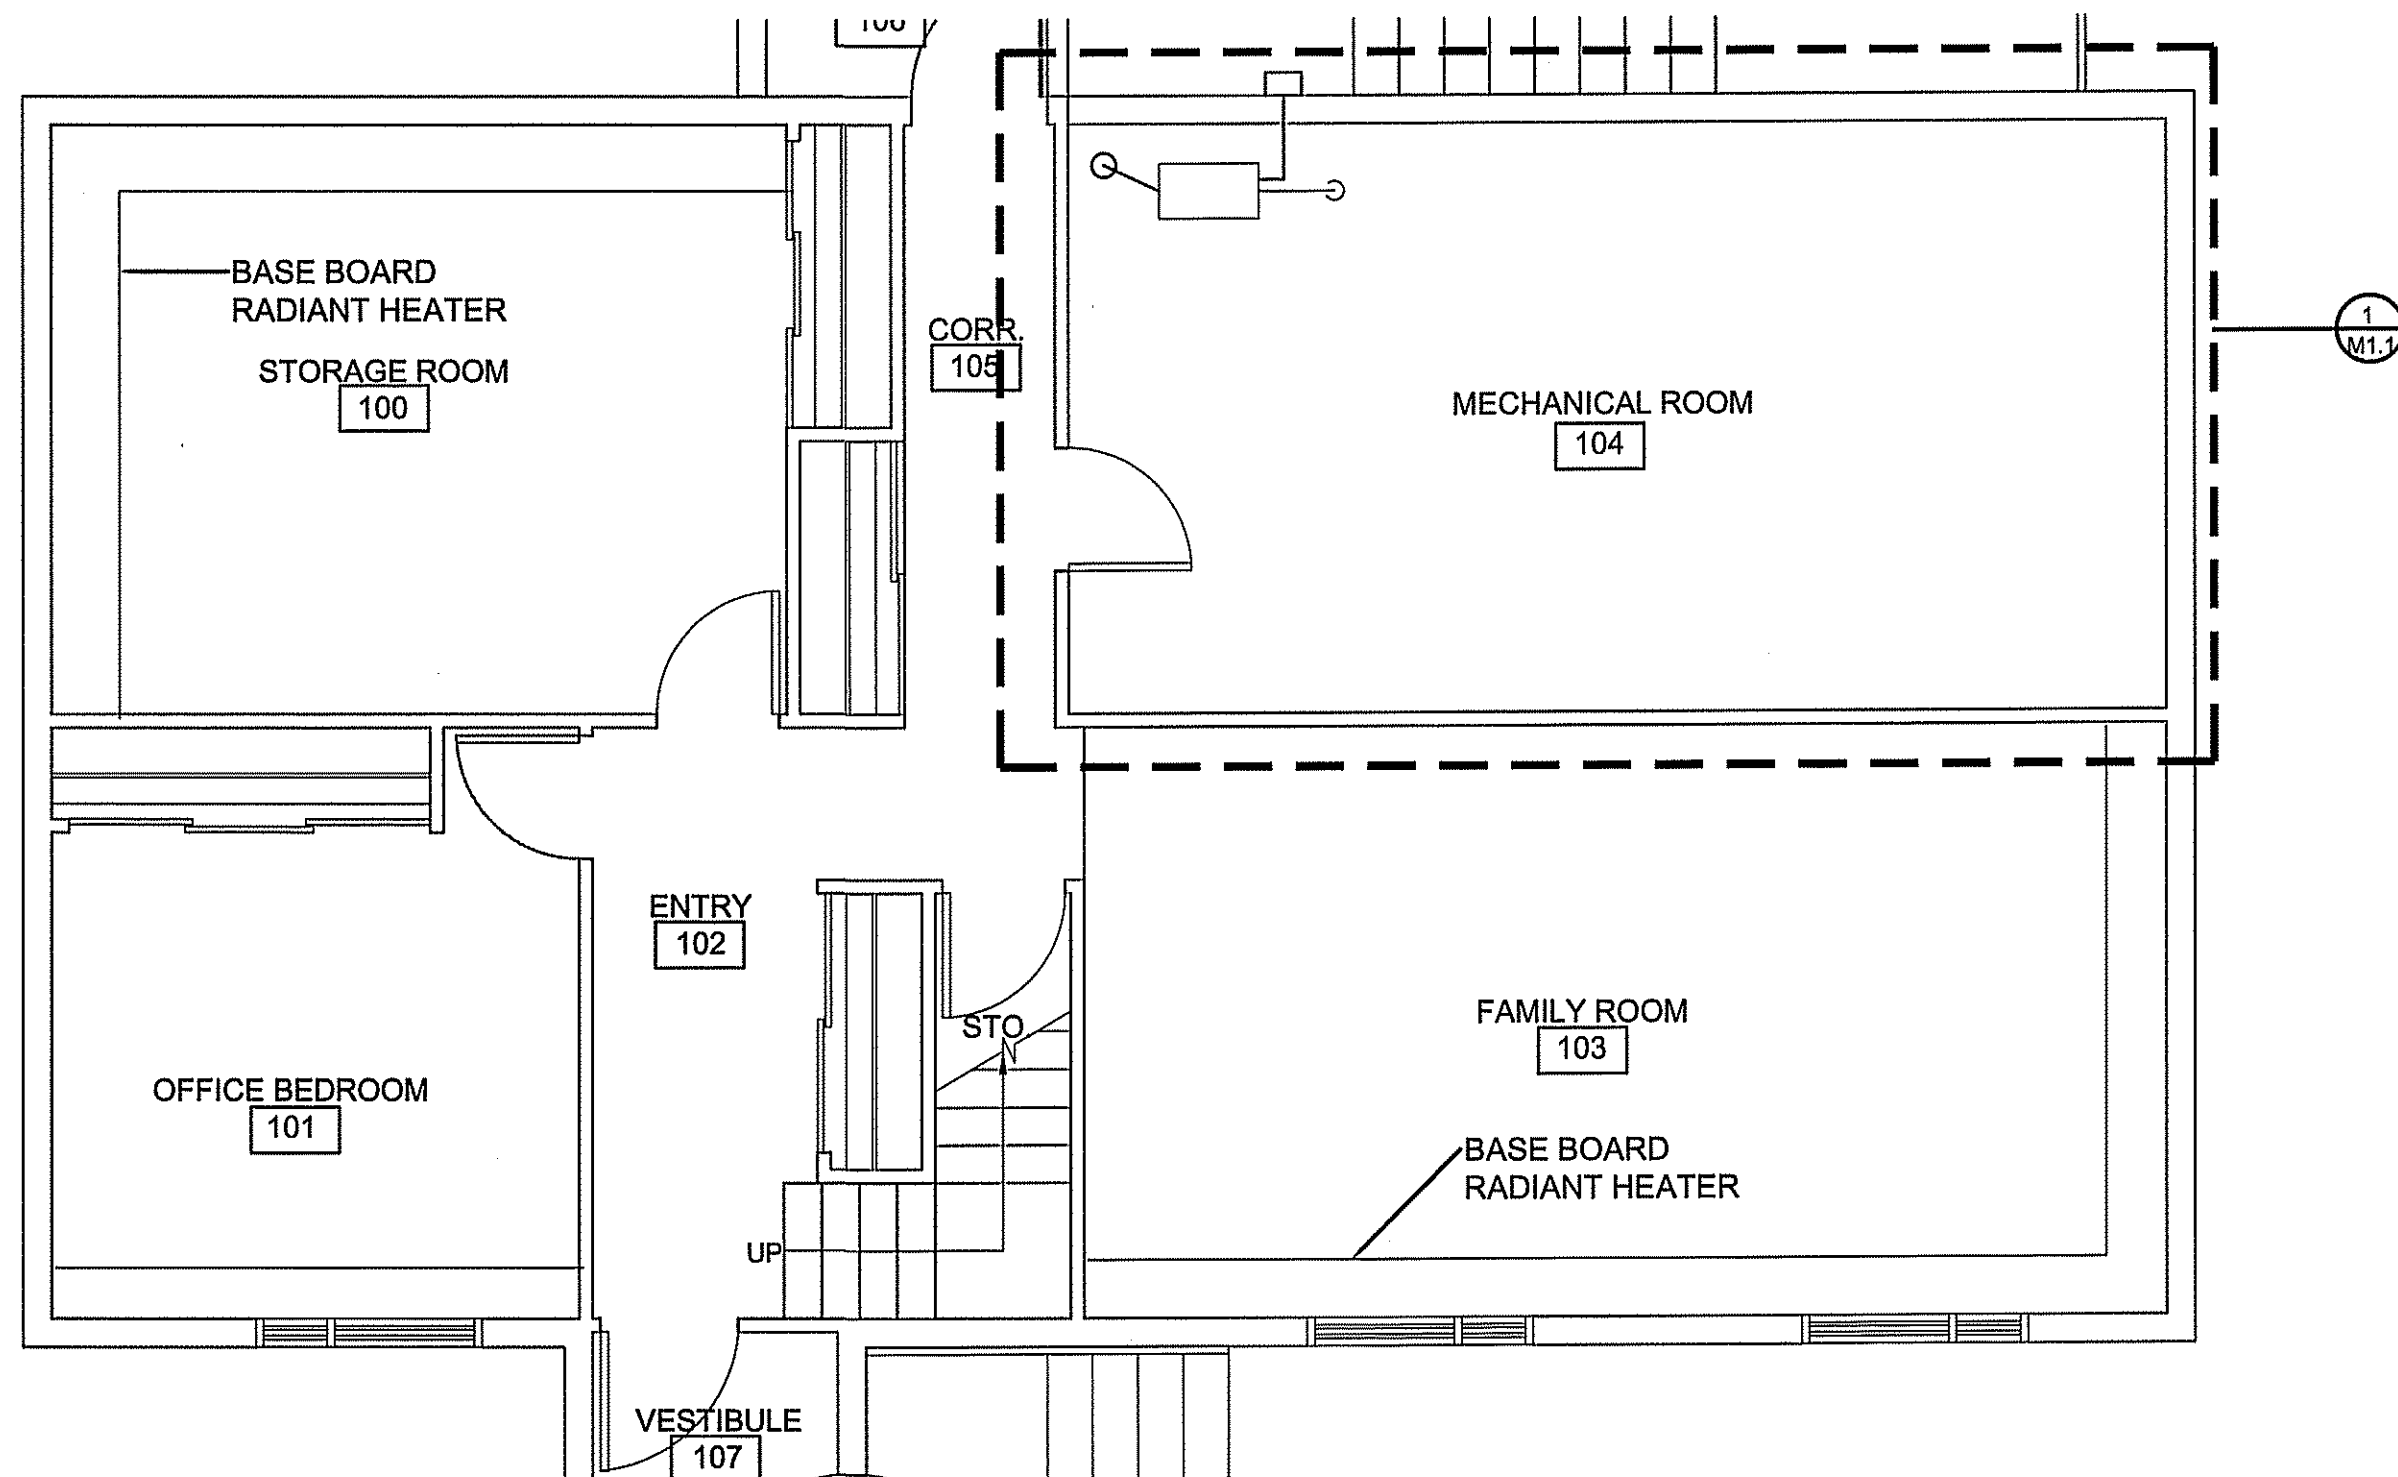 BASE BOARD
RADIANT HEATER
STORAGE ROOM
100
CORR.
105
MECHANICAL ROOM
104
1
M1.1
ENTRY
102
STO
FAMILY ROOM
103
OFFICE BEDROOM
101
BASE BOARD
RADIANT HEATER
UP
VESTIBULE
107